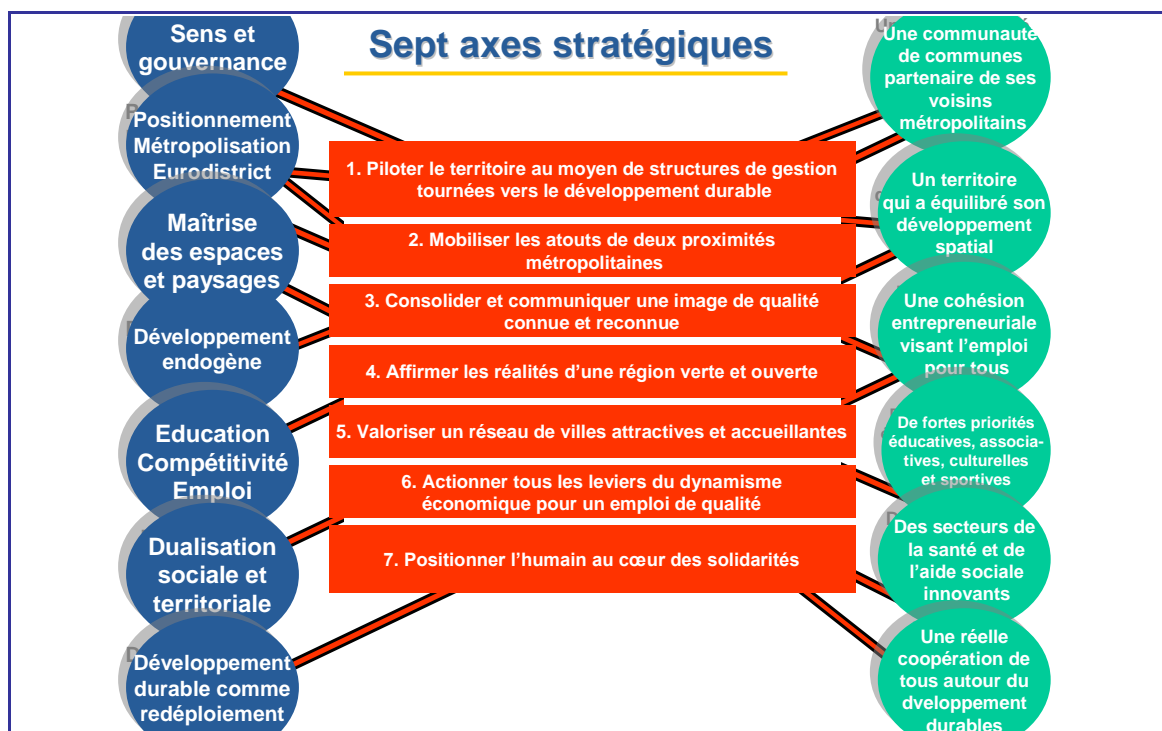 Sept axes stratégiques
Sens et
gouvernance
Positionnement
Métropolisation
Eurodistrict
Maîtrise
des espaces
et paysages
Développement
endogène
Education
Compétitivité
Emploi
Dualisation
sociale et
territoriale
Développement
durable comme
redéploiement
1. Piloter le territoire au moyen de structures de gestion
tournées vers le développement durable
2. Mobiliser les atouts de deux proximités
métropolitaines
3. Consolider et communiquer une image de qualité
connue et reconnue
4. Affirmer les réalités d’une région verte et ouverte
5. Valoriser un réseau de villes attractives et accueillantes
6. Actionner tous les leviers du dynamisme
économique pour un emploi de qualité
7. Positionner l’humain au cœur des solidarités
Une communauté
de communes
partenaire de ses
voisins
métropolitains
Un territoire
qui a équilibré son
développement
spatial
Une cohésion
entrepreneuriale
visant l’emploi
pour tous
De fortes priorités
éducatives, associa-
tives, culturelles
et sportives
Des secteurs de
la santé et de
l’aide sociale
innovants
Une réelle
coopération de
tous autour du
dveloppement
durables